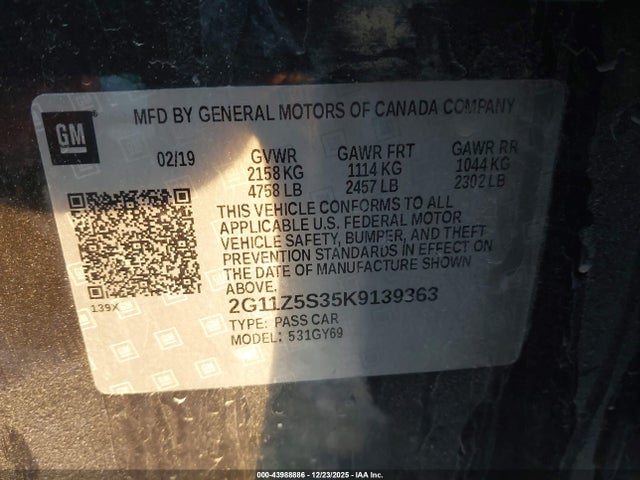 MFD BY GENERAL MOTORS OF CANADA COMPANY
GM
02/19 GVWR GAWR FRT GAWR RR
2158 KG 1114 KG 1044 KG
4758 LB 2457 LB 2302 LB
THIS VEHICLE CONFORMS TO ALL
APPLICABLE U.S. FEDERAL MOTOR
VEHICLE SAFETY, BUMPER, AND THEFT
PREVENTION STANDARDS IN EFFECT ON
THE DATE OF MANUFACTURE SHOWN
ABOVE.
139X
2G11Z5S35K9139363
TYPE: PASS CAR
MODEL: 531GY69
000-43988886 - 12/23/2025 - IAA Inc.